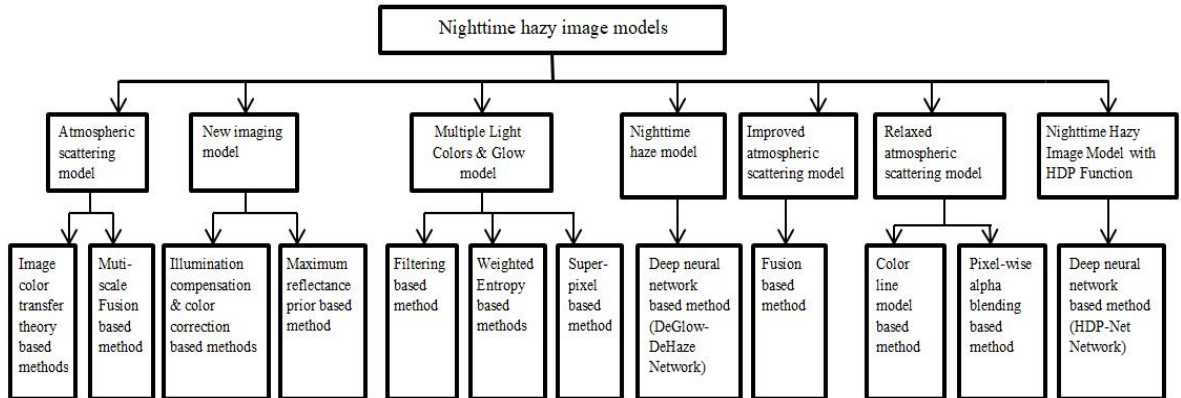 Nighttime hazy image models
Atmospheric
scattering
model
New imaging
model
Multiple Light
Colors & Glow
model
Nighttime
haze model
Improved
atmospheric
scattering model
Relaxed
atmospheric
scattering model
Nighttime Hazy
Image Model with
HDP Function
Image
color
transfer
theory
based
methods
Muti-
scale
Fusion
based
method
Illumination
compensation
& color
correction
based methods
Maximum
reflectance
prior based
method
Filtering
based
method
Weighted
Entropy
based
methods
Super-
pixel
based
method
Deep neural
network
based method
(DeGlow-
DeHaze
Network)
Fusion
based
method
Color
line
model
based
method
Pixel-wise
alpha
blending
based
method
Deep neural
network
based method
(HDP-Net
Network)